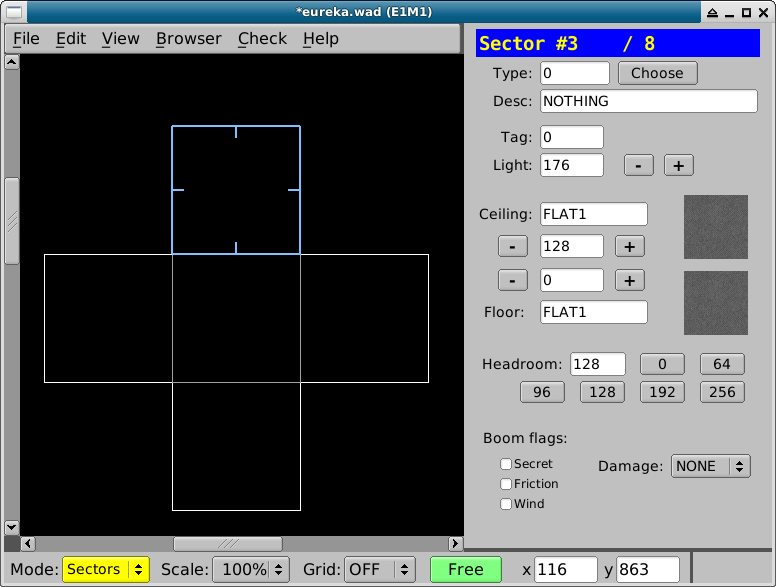 *eureka.wad (E1M1)
File Edit View Browser Check Help
Sector #3 / 8
Type: 0 Choose
Desc: NOTHING
Tag: 0
Light: 176 - +
Ceiling: FLAT1
- 128 +
- 0 +
Floor: FLAT1
Headroom: 128 0 64
96 128 192 256
Boom flags:
Secret Damage: NONE
Friction
Wind
Mode: Sectors Scale: 100% Grid: OFF Free x 116 y 863